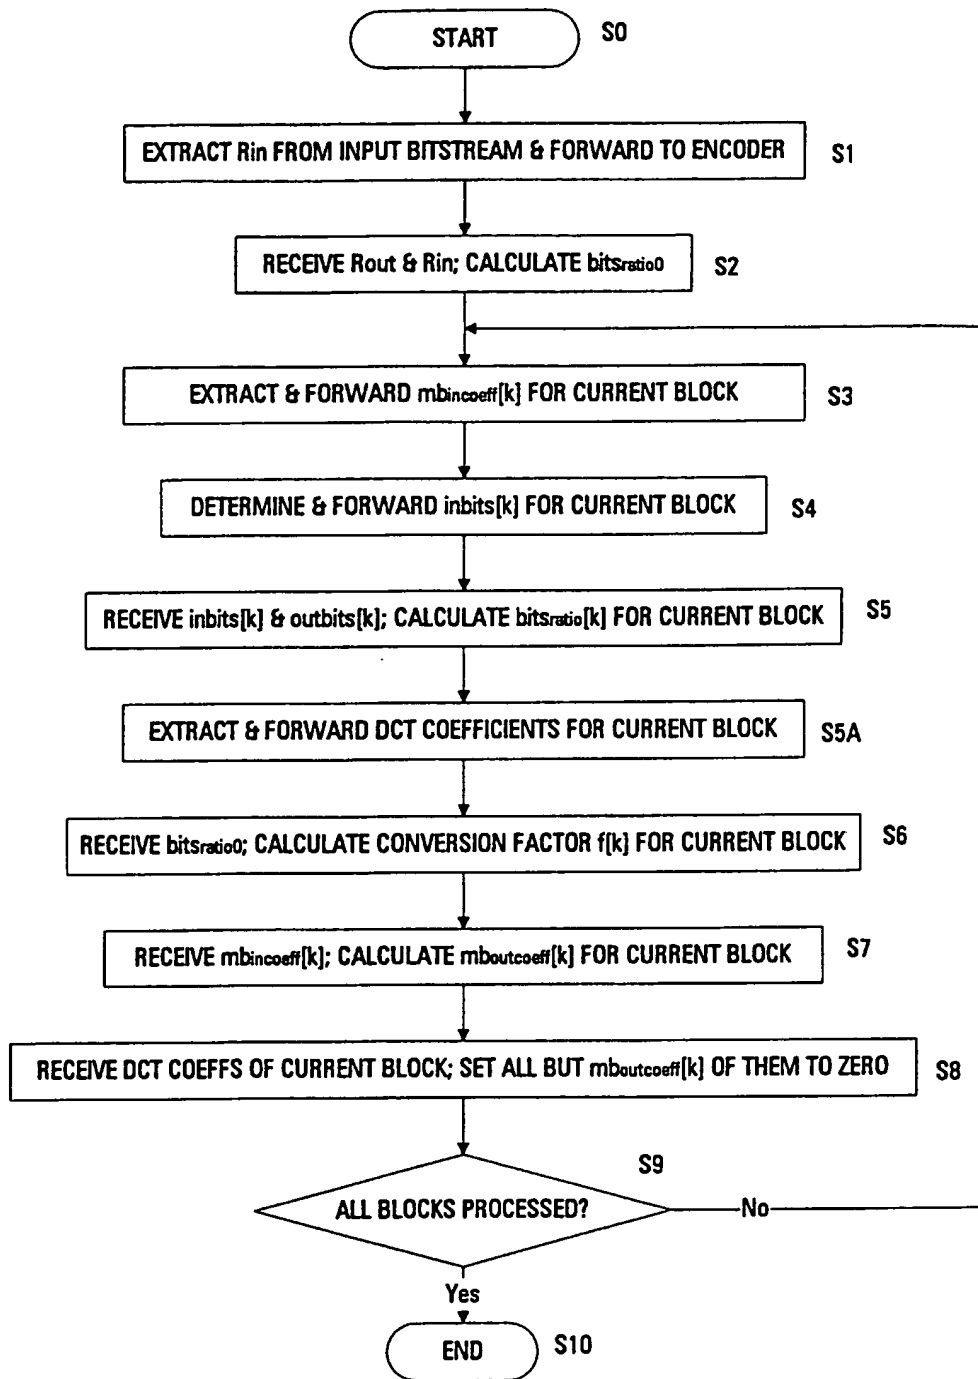 START S0
EXTRACT Rin FROM INPUT BITSTREAM & FORWARD TO ENCODER S1
RECEIVE Rout & Rin; CALCULATE bitsratio0 S2
EXTRACT & FORWARD mbincoeff[k] FOR CURRENT BLOCK S3
DETERMINE & FORWARD inbits[k] FOR CURRENT BLOCK S4
RECEIVE inbits[k] & outbits[k]; CALCULATE bitsratio[k] FOR CURRENT BLOCK S5
EXTRACT & FORWARD DCT COEFFICIENTS FOR CURRENT BLOCK S5A
RECEIVE bitsratio0; CALCULATE CONVERSION FACTOR f[k] FOR CURRENT BLOCK S6
RECEIVE mbincoeff[k]; CALCULATE mboutcoeff[k] FOR CURRENT BLOCK S7
RECEIVE DCT COEFFS OF CURRENT BLOCK; SET ALL BUT mboutcoeff[k] OF THEM TO ZERO S8
S9
ALL BLOCKS PROCESSED? No
Yes
END S10